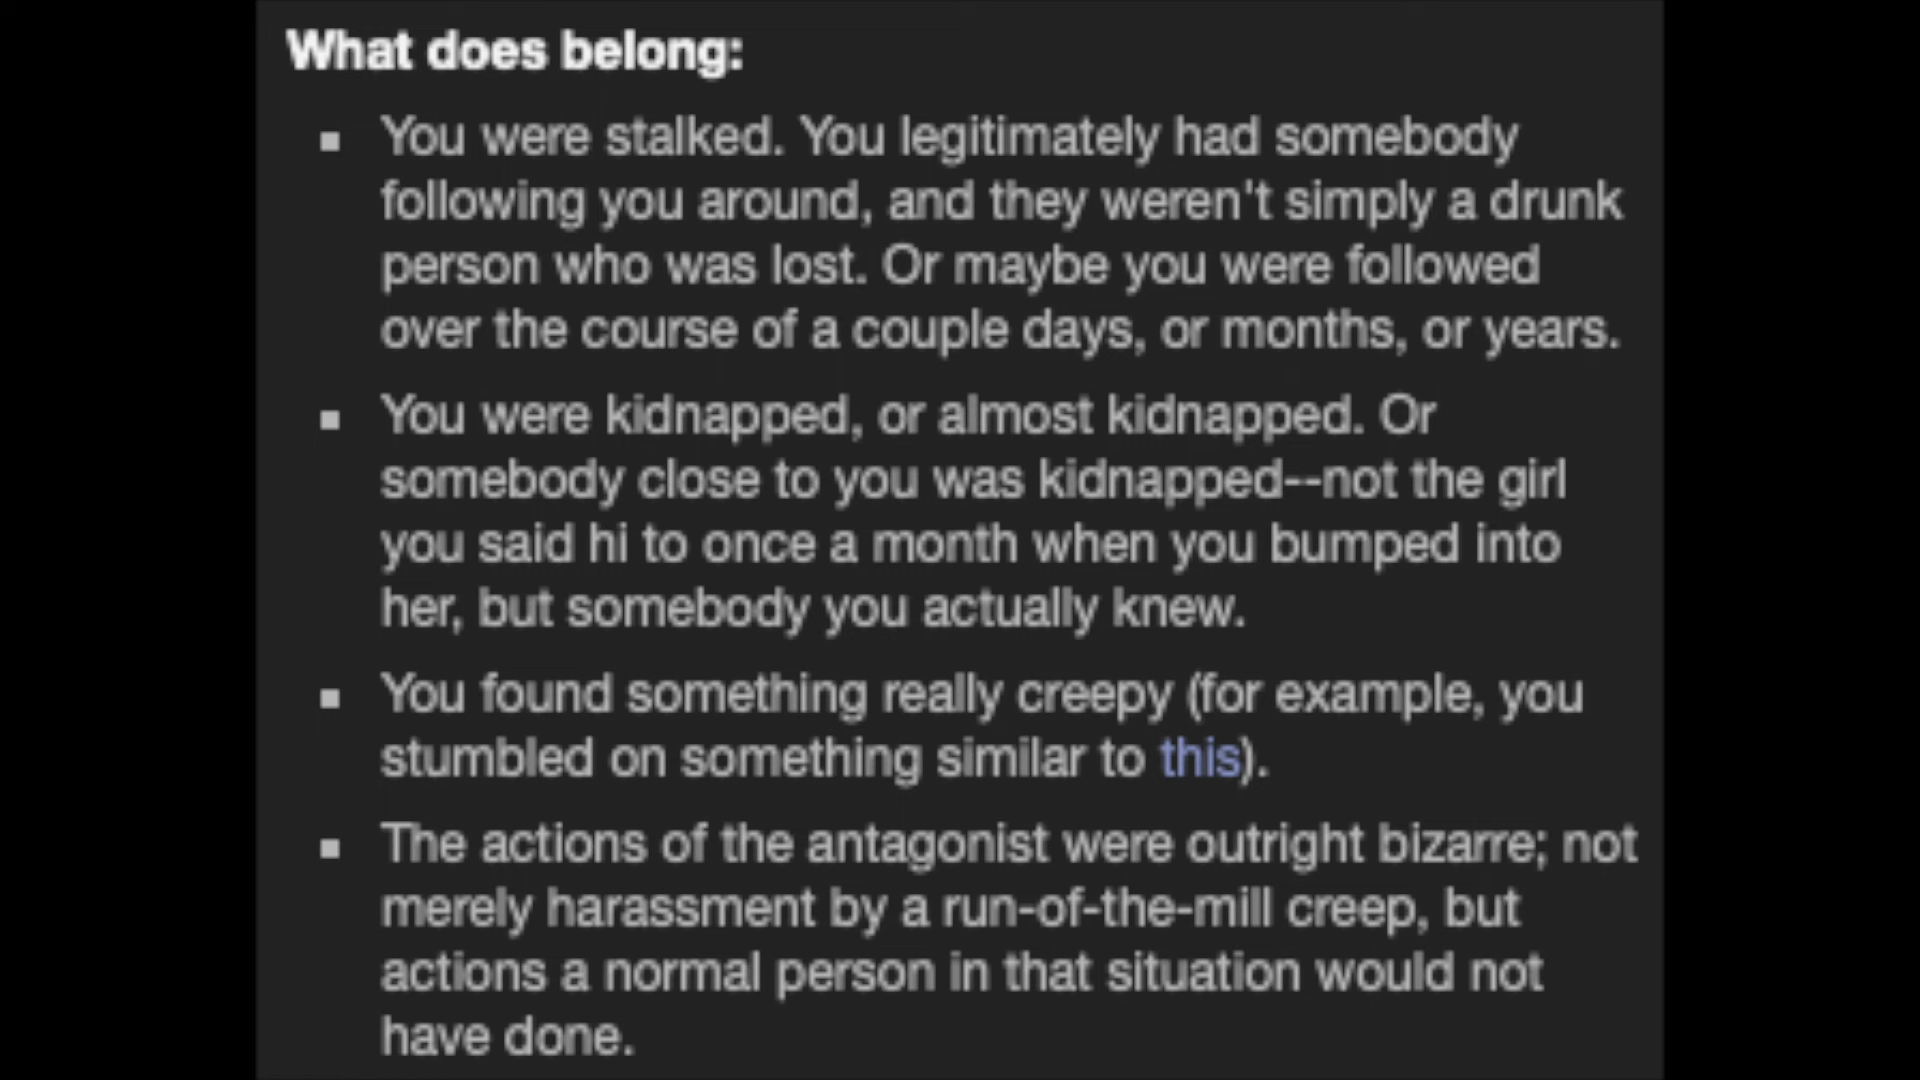 What does belong:
You were stalked. You legitimately had somebody
following you around, and they weren't simply a drunk
person who was lost. Or maybe you were followed
over the course of a couple days, or months, or years.
You were kidnapped, or almost kidnapped. Or
somebody close to you was kidnapped--not the girl
you said hi to once a month when you bumped into
her, but somebody you actually knew.
You found something really creepy (for example, you
stumbled on something similar to this).
The actions of the antagonist were outright bizarre; not
merely harassment by a run-of-the-mill creep, but
actions a normal person in that situation would not
have done.